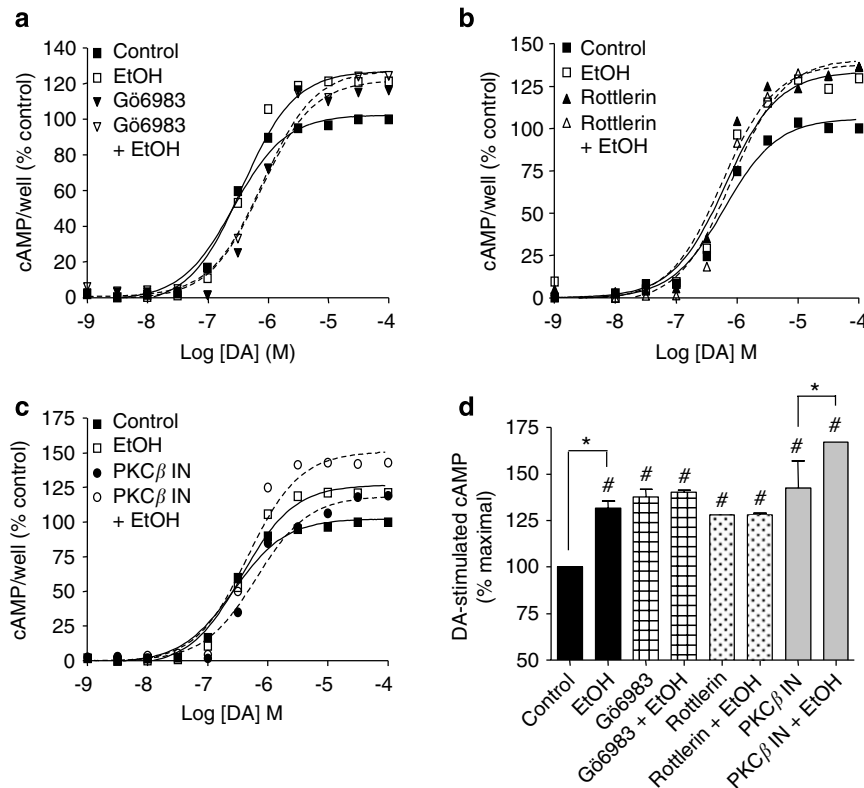 a
cAMP/well (% control)
140
120
100
80
60
40
20
0
Control
EtOH
Gö6983
Gö6983
+ EtOH
-9 -8 -7 -6 -5 -4
Log [DA] (M)
b
cAMP/well (% control)
150
125
100
75
50
25
0
Control
EtOH
Rottlerin
Rottlerin
+ EtOH
-9 -8 -7 -6 -5 -4
Log [DA] M
c
cAMP/well (% control)
175
150
125
100
75
50
25
0
Control
EtOH
PKCβ IN
PKCβ IN
+ EtOH
-9 -8 -7 -6 -5 -4
Log [DA] M
d
DA-stimulated cAMP
(% maximal)
175
150
125
100
75
50
* *
# # # # # # #
Control
EtOH
Gö6983
Gö6983 + EtOH
Rottlerin
Rottlerin + EtOH
PKCβ IN
PKCβ IN + EtOH